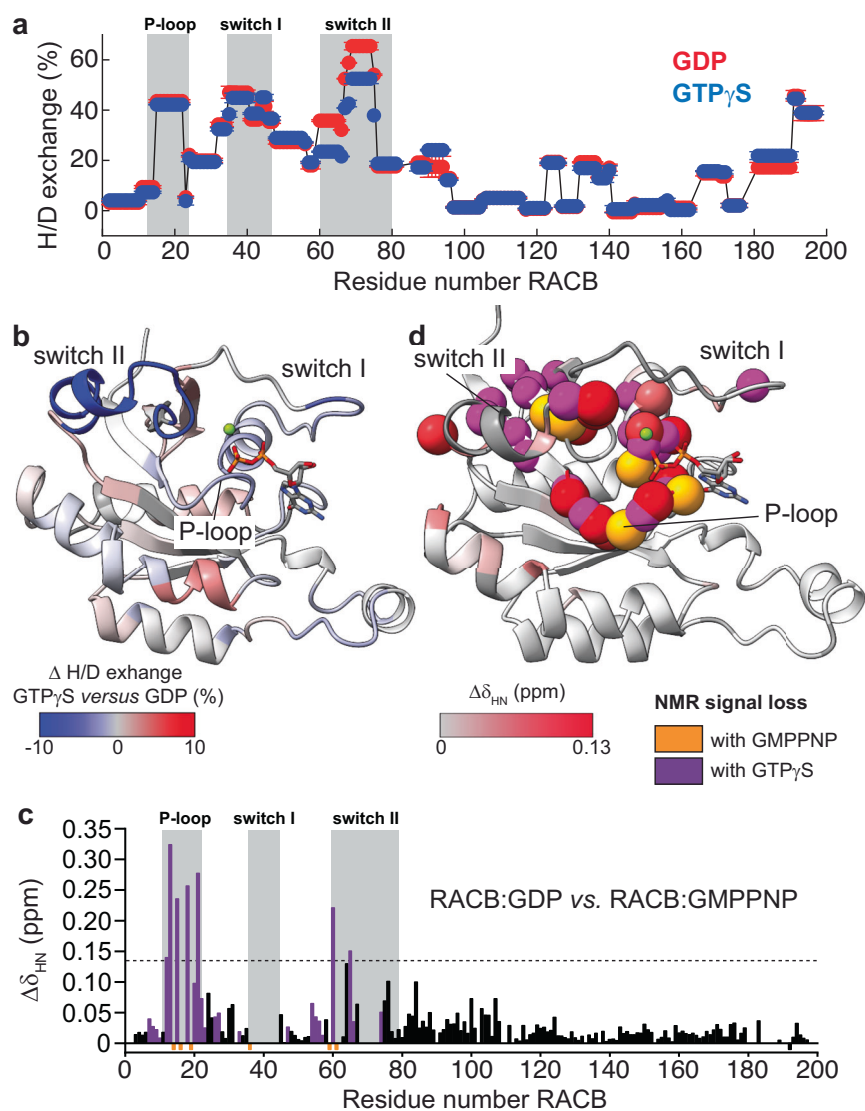 a
P-loop
switch I
switch II
H/D exchange (%)
60
40
20
0
GDP
GTPγS
0 20 40 60 80 100 120 140 160 180 200
Residue number RACB
b
switch II
switch I
P-loop
Δ H/D exhange
GTPγS versus GDP (%)
-10 0 10
d
switch II
switch I
P-loop
ΔδHN (ppm)
0 0.13
NMR signal loss
with GMPPNP
with GTPγS
c
P-loop
switch I
switch II
ΔδHN (ppm)
0.35
0.30
0.25
0.20
0.15
0.10
0.05
0
RACB:GDP vs. RACB:GMPPNP
0 20 40 60 80 100 120 140 160 180 200
Residue number RACB